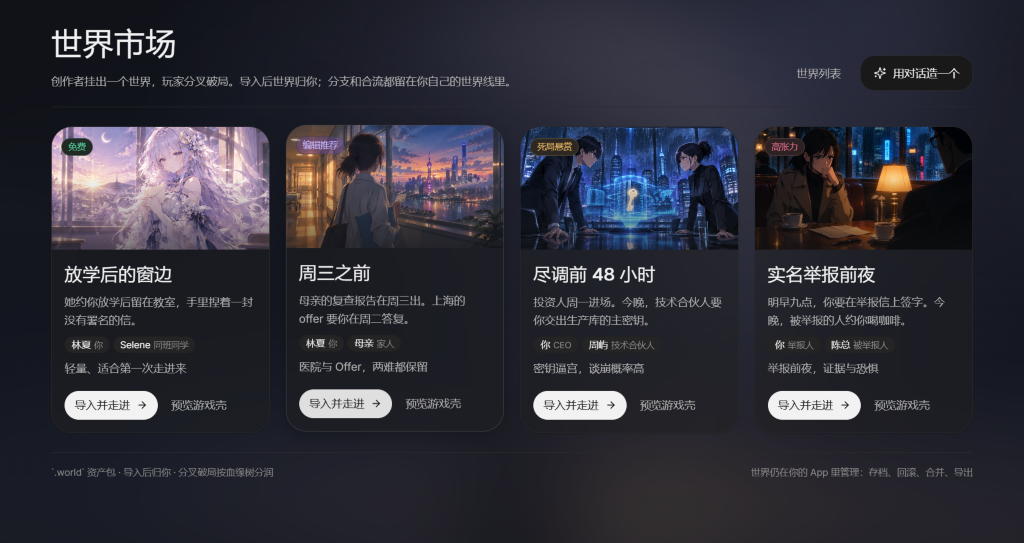 世界市场
创作者挂出一个世界，玩家分叉破局。导入后世界归你；分支和合流都留在你自己的世界线里。
世界列表
用对话造一个
免费
放学后的窗边
她约你放学后留在教室，手里捏着一封
没有署名的信。
林夏 你 Selene 同班同学
轻量、适合第一次走进来
导入并走进 → 预览游戏壳
编辑推荐
周三之前
母亲的复查报告在周三出。上海的
offer 要你在周二答复。
林夏 你 母亲 家人
医院与 Offer，两难都保留
导入并走进 → 预览游戏壳
死局悬赏
尽调前 48 小时
投资人周一进场。今晚，技术合伙人要
你交出生产库的主密钥。
你 CEO 周屿 技术合伙人
密钥逼宫，谈崩概率高
导入并走进 → 预览游戏壳
高张力
实名举报前夜
明早九点，你要在举报信上签字。今
晚，被举报的人约你喝咖啡。
你 举报人 陈总 被举报人
举报前夜，证据与恐惧
导入并走进 → 预览游戏壳
`.world` 资产包 · 导入后归你 · 分叉破局按血缘树分润
世界仍在你的 App 里管理：存档、回滚、合并、导出